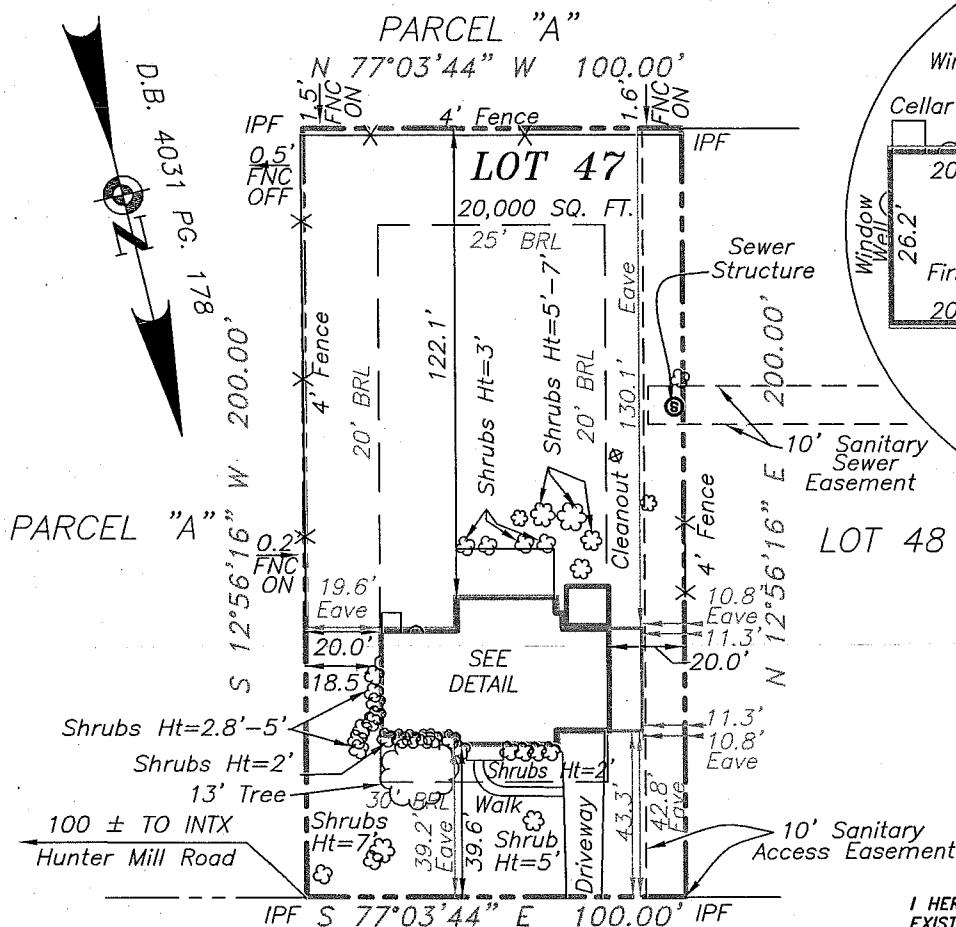 PARCEL "A"
N 77°03'44" W 100.00'
1.5'
FNC
ON
1.6'
FNC
ON
IPF
4' Fence
IPF
D.B. 4031 PG. 178
N
0.5'
FNC
OFF
LOT 47
20,000 SQ. FT.
25' BRL
Win
Cellar
20
Window
Well
26.2'
Fir
20
Sewer
Structure
Eave
130.1'
122.1'
Shrubs Ht=3'
Shrubs Ht=5'-7'
20' BRL
20' BRL
4' Fence
S 12°56'16" W 200.00'
N 12°56'16" E 200.00'
S
10' Sanitary
Sewer
Easement
Cleanout
4' Fence
PARCEL "A"
LOT 48
0.2'
FNC
ON
19.6'
Eave
20.0'
18.5'
10.8'
Eave
11.3'
20.0'
SEE
DETAIL
11.3'
10.8'
Eave
Shrubs Ht=2.8'-5'
Shrubs Ht=2'
13' Tree
30' BRL
Shrubs Ht=2'
Walk
100 ± TO INTX
Hunter Mill Road
Shrubs
Ht=7'
39.2'
Eave
39.6'
Shrub
Ht=5'
Driveway
43.3'
42.8'
Eave
10' Sanitary
Access Easement
IPF S 77°03'44" E 100.00' IPF
I HER
EXIST